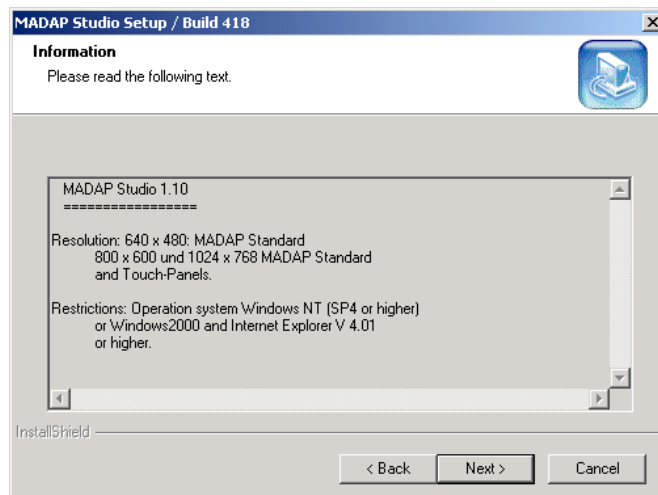 MADAP Studio Setup / Build 418
Information
Please read the following text.
MADAP Studio 1.10
=================
Resolution: 640 x 480: MADAP Standard
800 x 600 und 1024 x 768 MADAP Standard
and Touch-Panels.
Restrictions: Operation system Windows NT (SP4 or higher)
or Windows2000 and Internet Explorer V 4.01
or higher.
InstallShield
< Back Next > Cancel